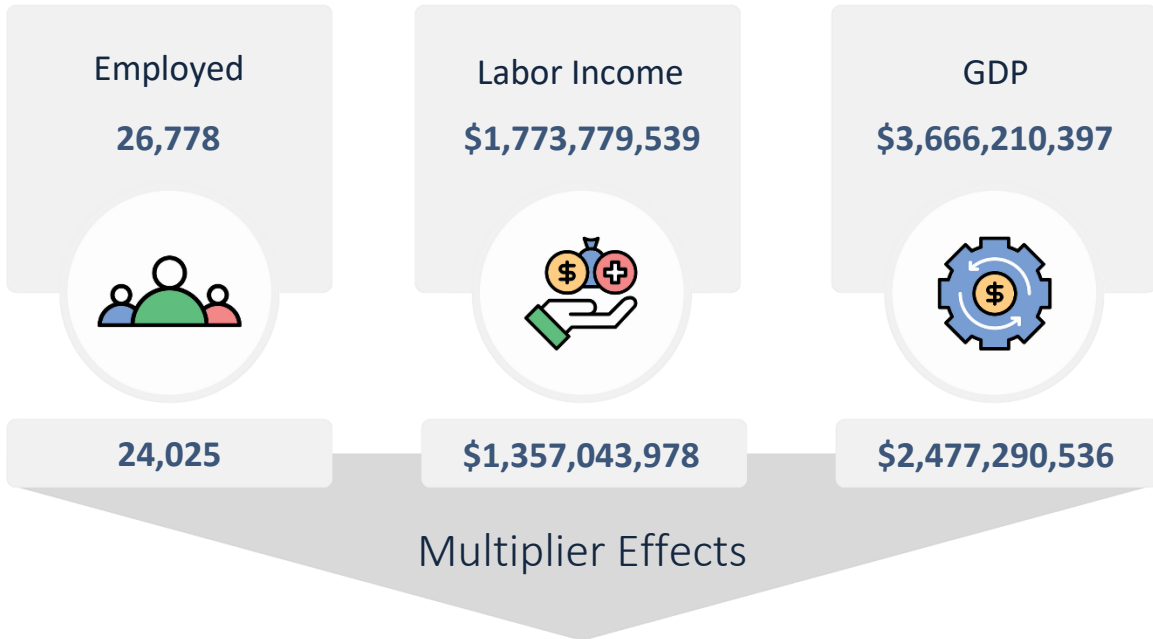 Employed
26,778
Labor Income
$1,773,779,539
GDP
$3,666,210,397
24,025
$1,357,043,978
$2,477,290,536
Multiplier Effects